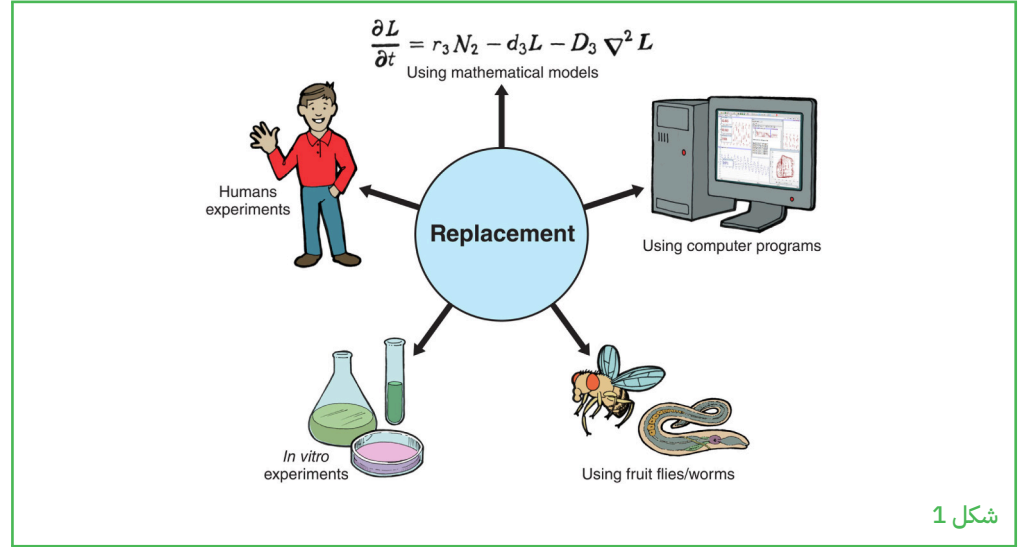 ∂L/∂t = r₃N₂ − d₃L − D₃ ∇² L
Using mathematical models
Humans
experiments
Replacement
Using computer programs
In vitro
experiments
Using fruit flies/worms
شكل 1